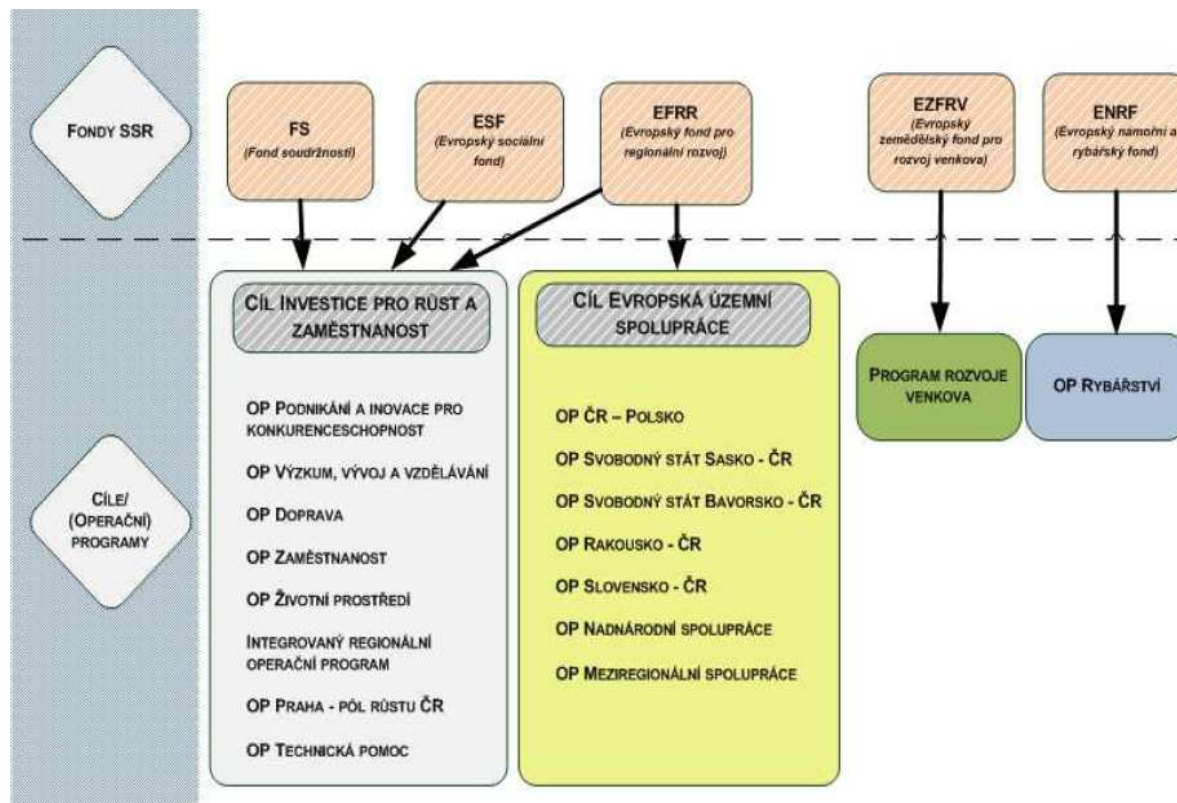 FONDY SSR
FS
(Fond soudržnosti)
ESF
(Evropský sociální
fond)
EFRR
(Evropský fond pro
regionální rozvoj)
EZFRV
(Evropský
zemědělský fond pro
rozvoj venkova)
ENRF
(Evropský námořní a
rybářský fond)
CÍLE/
(OPERAČNÍ)
PROGRAMY
CÍL INVESTICE PRO RŮST A
ZAMĚSTNANOST
OP PODNIKÁNÍ A INOVACE PRO
KONKURENCESCHOPNOST
OP VÝZKUM, VÝVOJ A VZDĚLÁVÁNÍ
OP DOPRAVA
OP ZAMĚSTNANOST
OP ŽIVOTNÍ PROSTŘEDÍ
INTEGROVANÝ REGIONÁLNÍ
OPERAČNÍ PROGRAM
OP PRAHA - PÓL RŮSTU ČR
OP TECHNICKÁ POMOC
CÍL EVROPSKÁ ÚZEMNÍ
SPOLUPRÁCE
OP ČR – POLSKO
OP SVOBODNÝ STÁT SASKO - ČR
OP SVOBODNÝ STÁT BAVORSKO - ČR
OP RAKOUSKO - ČR
OP SLOVENSKO - ČR
OP NADNÁRODNÍ SPOLUPRÁCE
OP MEZIREGIONÁLNÍ SPOLUPRÁCE
PROGRAM ROZVOJE
VENKOVA
OP RYBÁŘSTVÍ